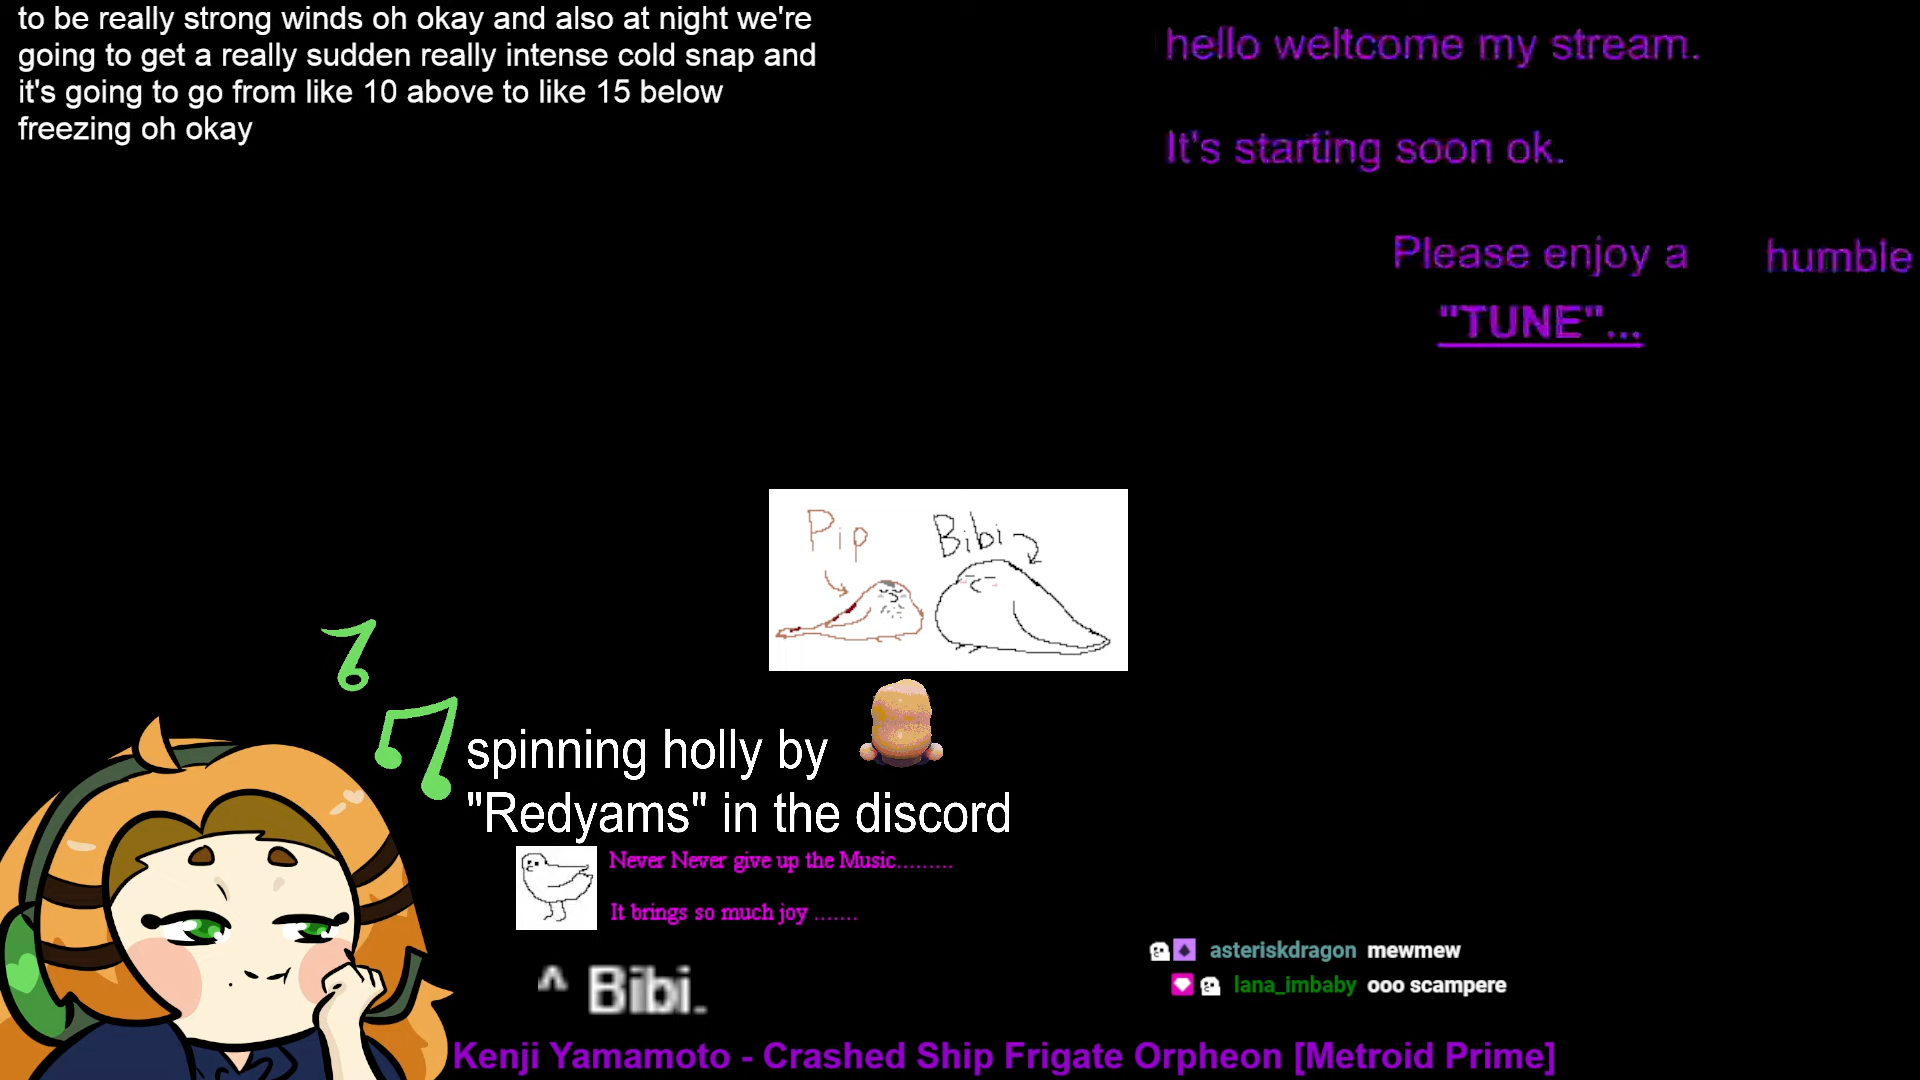 to be really strong winds oh okay and also at night we're
going to get a really sudden really intense cold snap and
it's going to go from like 10 above to like 15 below
freezing oh okay
hello weltcome my stream.
It's starting soon ok.
Please enjoy a humble
"TUNE"...
Pip
Bibi
spinning holly by
"Redyams" in the discord
Never Never give up the Music.........
It brings so much joy .......
^ Bibi.
asteriskdragon mewmew
lana_imbaby ooo scampere
Kenji Yamamoto - Crashed Ship Frigate Orpheon [Metroid Prime]